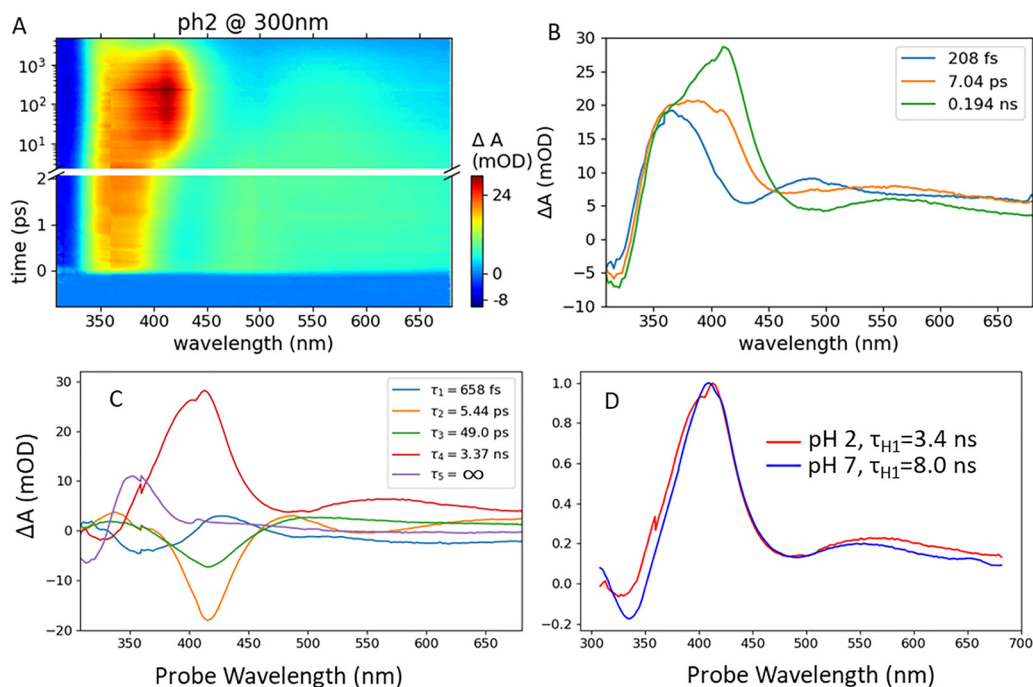 A
ph2 @ 300nm
10³
10²
10¹
2
1
0
time (ps)
350 400 450 500 550 600 650
wavelength (nm)
Δ A
(mOD)
24
0
-8
B
30
25
20
15
10
5
0
−5
−10
ΔA (mOD)
350 400 450 500 550 600 650
wavelength (nm)
208 fs
7.04 ps
0.194 ns
C
30
20
10
0
−10
−20
ΔA (mOD)
350 400 450 500 550 600 650
Probe Wavelength (nm)
τ₁ = 658 fs
τ₂ = 5.44 ps
τ₃ = 49.0 ps
τ₄ = 3.37 ns
τ₅ = ∞
D
1.0
0.8
0.6
0.4
0.2
0.0
−0.2
300 350 400 450 500 550 600 650 700
Probe Wavelength (nm)
pH 2, τH1=3.4 ns
pH 7, τH1=8.0 ns